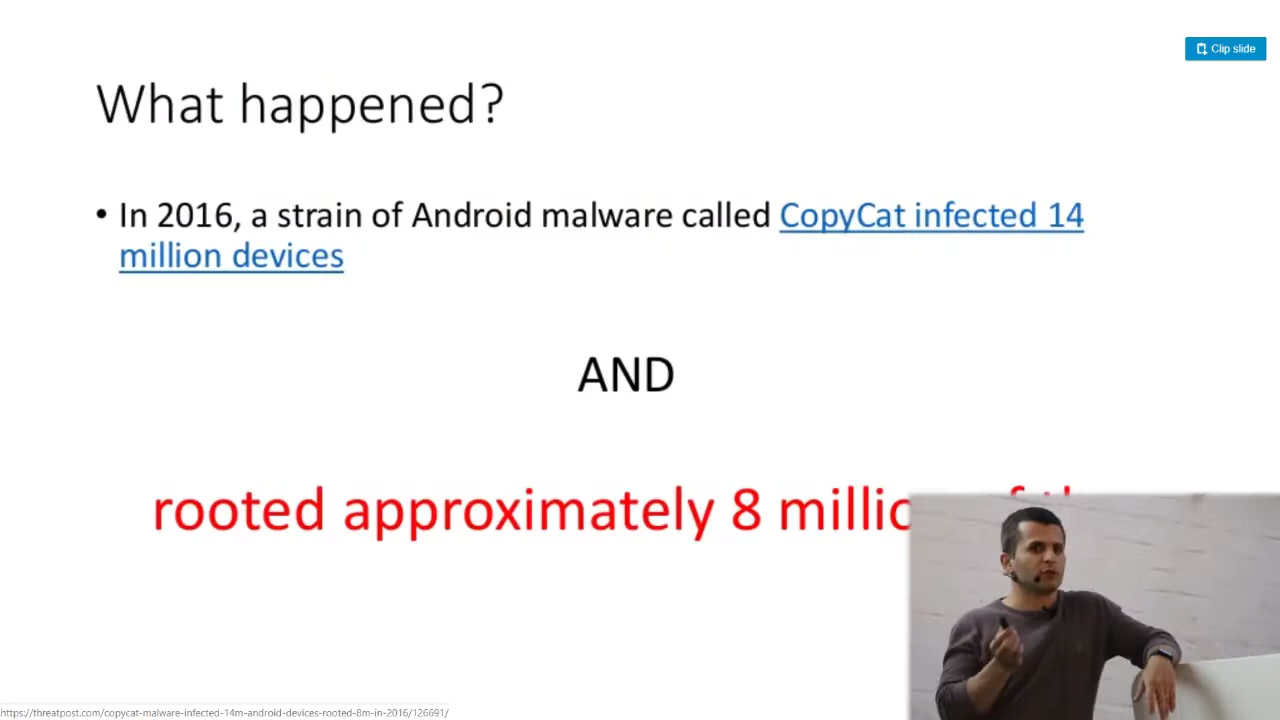 Clip slide
What happened?
• In 2016, a strain of Android malware called CopyCat infected 14
million devices
AND
rooted approximately 8 
https://threatpost.com/copycat-malware-infected-14m-android-devices-rooted-8m-in-2016/126691/